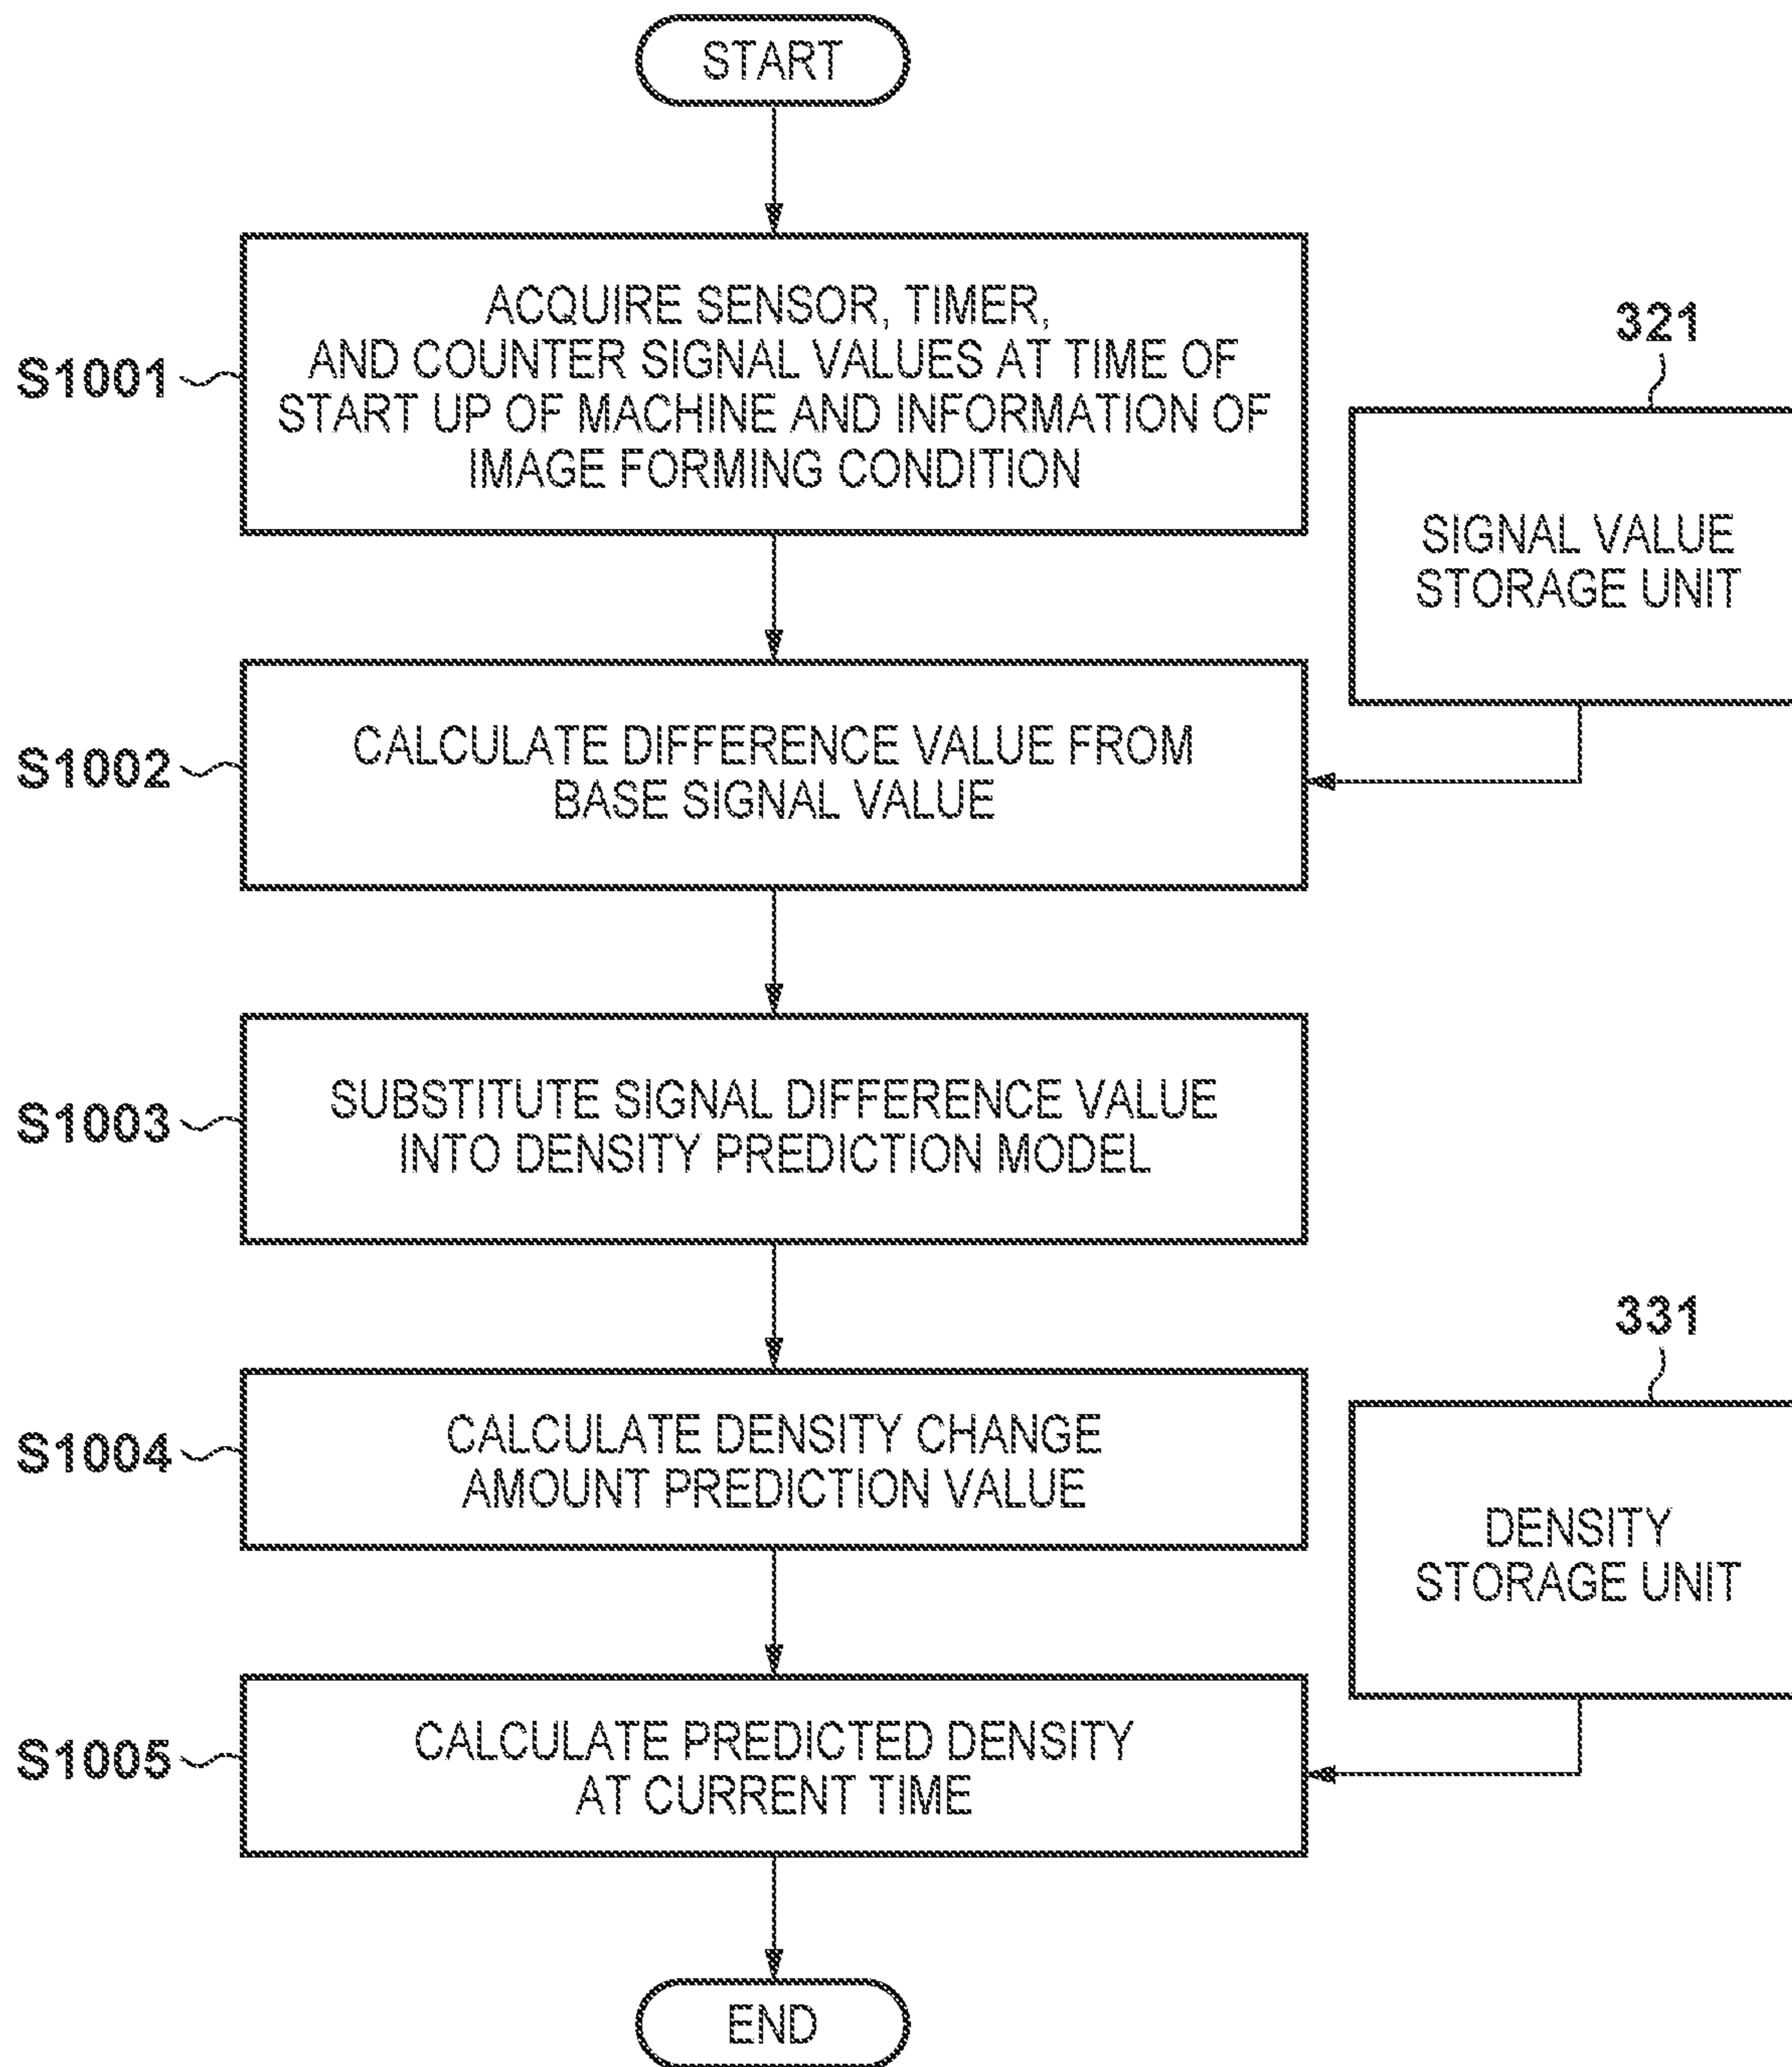 START
S1001
ACQUIRE SENSOR, TIMER,
AND COUNTER SIGNAL VALUES AT TIME OF
START UP OF MACHINE AND INFORMATION OF
IMAGE FORMING CONDITION
321
SIGNAL VALUE
STORAGE UNIT
S1002
CALCULATE DIFFERENCE VALUE FROM
BASE SIGNAL VALUE
S1003
SUBSTITUTE SIGNAL DIFFERENCE VALUE
INTO DENSITY PREDICTION MODEL
S1004
CALCULATE DENSITY CHANGE
AMOUNT PREDICTION VALUE
331
DENSITY
STORAGE UNIT
S1005
CALCULATE PREDICTED DENSITY
AT CURRENT TIME
END